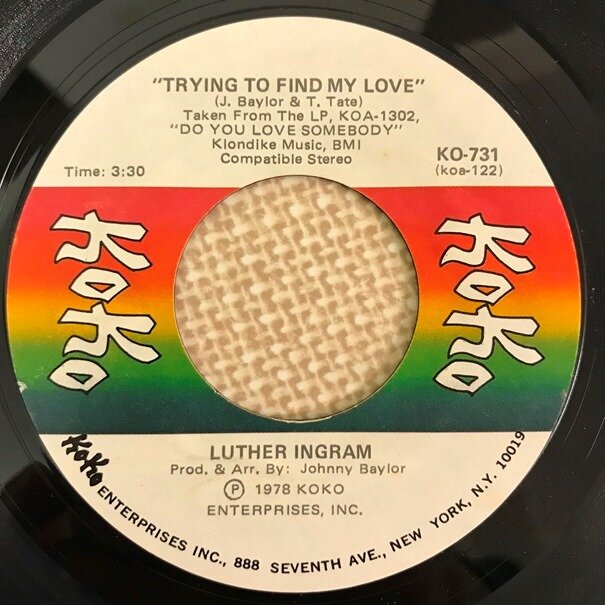 "TRYING TO FIND MY LOVE"
(J. Baylor & T. Tate)
Taken From The LP, KOA-1302,
"DO YOU LOVE SOMEBODY"
Klondike Music, BMI
Compatible Stereo
Time: 3:30
KO-731
(koa-122)
KoKo
KoKo
LUTHER INGRAM
Prod. & Arr. By: Johnny Baylor
Ⓟ 1978 KOKO
ENTERPRISES, INC.
KoKo ENTERPRISES INC., 888 SEVENTH AVE., NEW YORK, N.Y. 10019